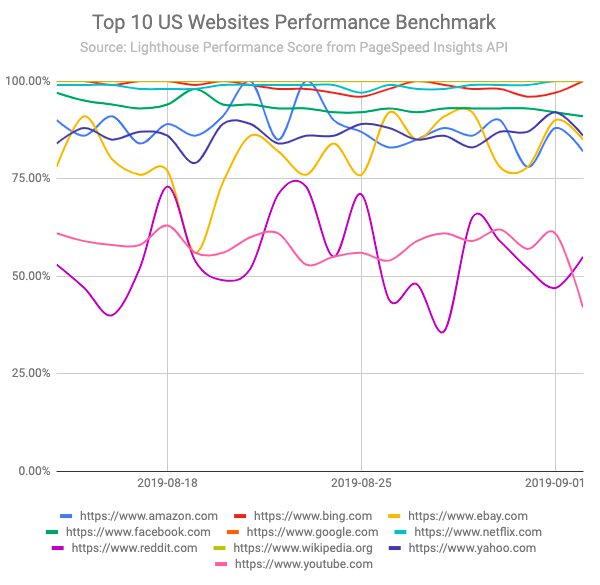 Top 10 US Websites Performance Benchmark
Source: Lighthouse Performance Score from PageSpeed Insights API
100.00%
75.00%
50.00%
25.00%
0.00%
2019-08-18 2019-08-25 2019-09-01
https://www.amazon.com https://www.bing.com https://www.ebay.com
https://www.facebook.com https://www.google.com https://www.netflix.com
https://www.reddit.com https://www.wikipedia.org https://www.yahoo.com
https://www.youtube.com